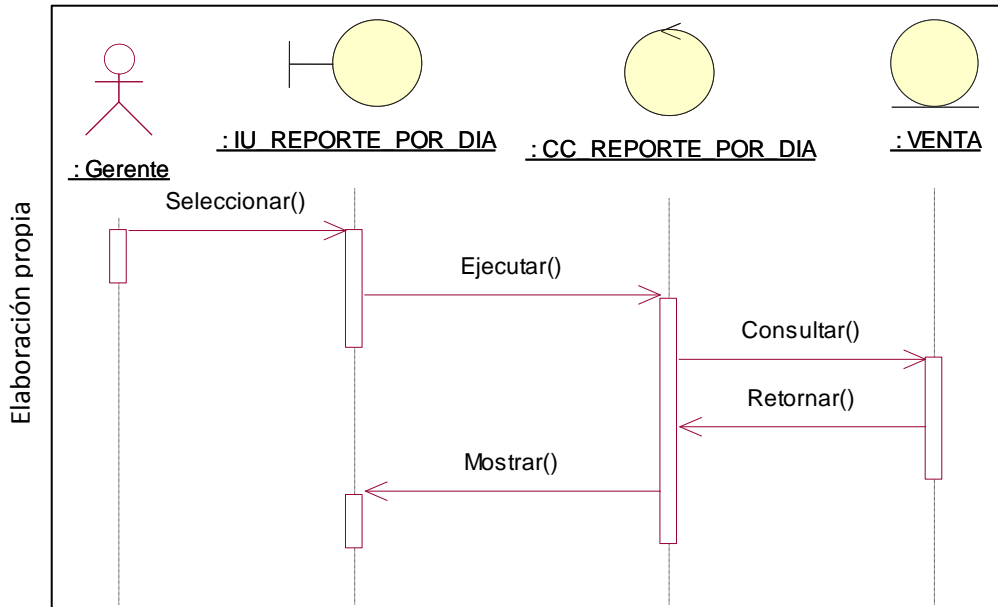 : Gerente
: IU_REPORTE_POR_DIA
: CC_REPORTE_POR_DIA
: VENTA
Seleccionar()
Ejecutar()
Consultar()
Retornar()
Mostrar()
Elaboración propia